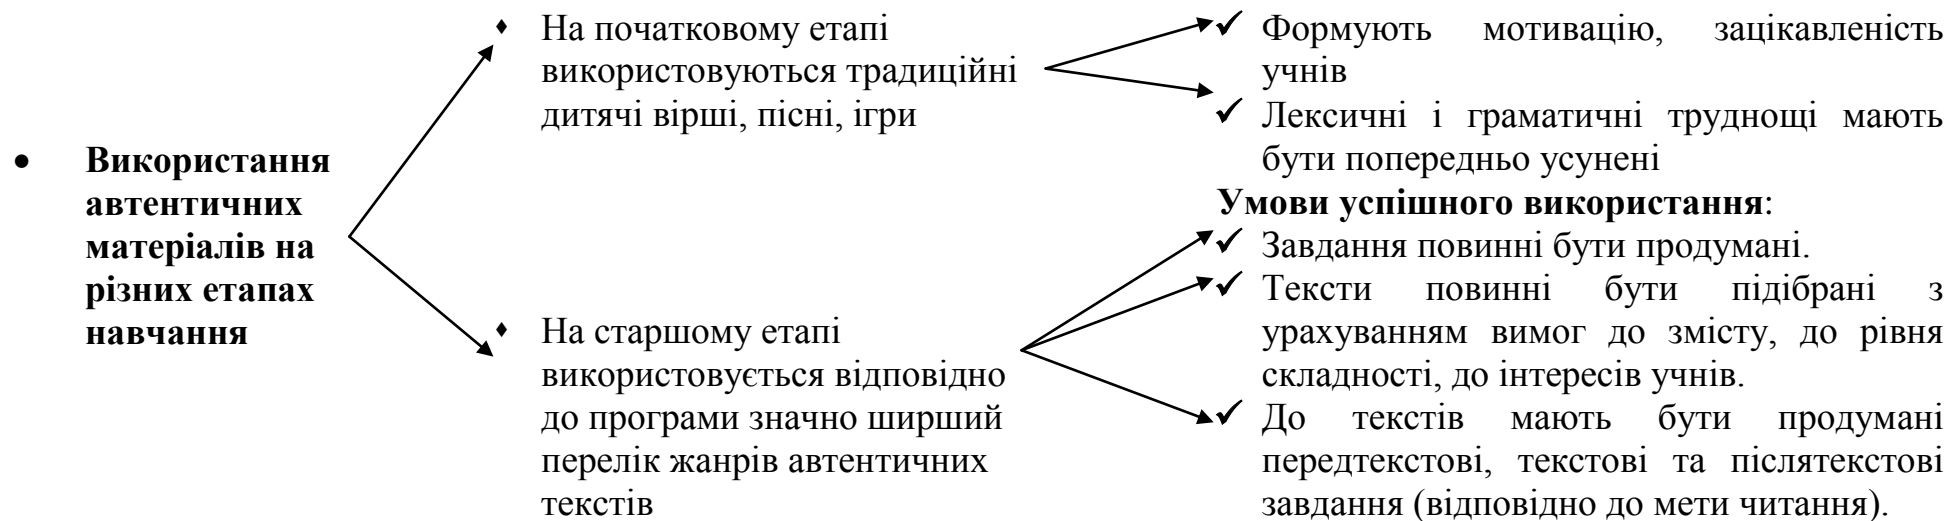 • Використання
автентичних
матеріалів на
різних етапах
навчання
♦ На початковому етапі
використовуються традиційні
дитячі вірші, пісні, ігри
✓ Формують мотивацію, зацікавленість
учнів
✓ Лексичні і граматичні труднощі мають
бути попередньо усунені
♦ На старшому етапі
використовується відповідно
до програми значно ширший
перелік жанрів автентичних
текстів
Умови успішного використання:
✓ Завдання повинні бути продумані.
✓ Тексти повинні бути підібрані з
урахуванням вимог до змісту, до рівня
складності, до інтересів учнів.
✓ До текстів мають бути продумані
передтекстові, текстові та післятекстові
завдання (відповідно до мети читання).